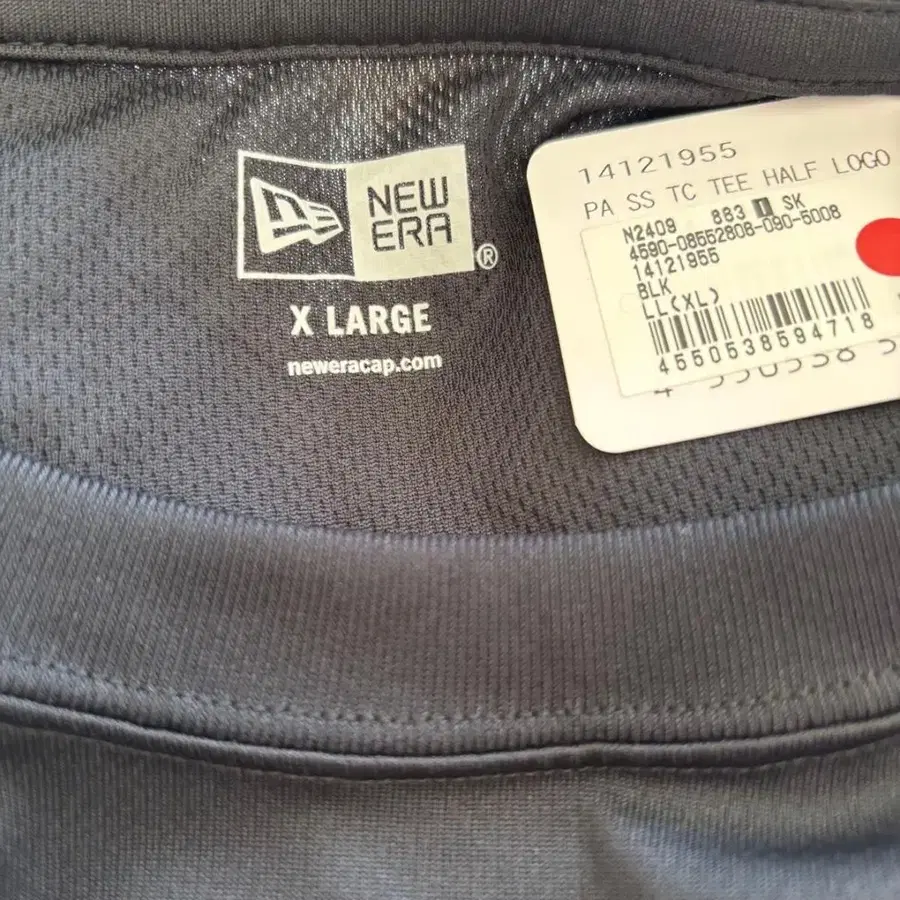 NEW
ERA
®
X LARGE
neweracap.com
14121955
PA SS TC TEE HALF LOGO
N2409 883 1 SK
4590-08552808-090-5008
14121955
BLK
LL(XL)
4550538594718